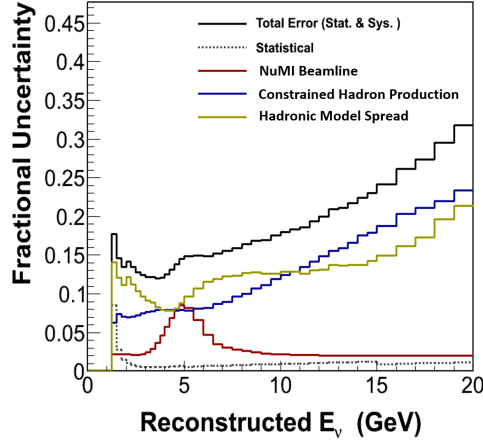 0.45
0.4
0.35
0.3
0.25
0.2
0.15
0.1
0.05
0
Fractional Uncertainty
Total Error (Stat. & Sys. )
Statistical
NuMI Beamline
Constrained Hadron Production
Hadronic Model Spread
0 5 10 15 20
Reconstructed Eν (GeV)